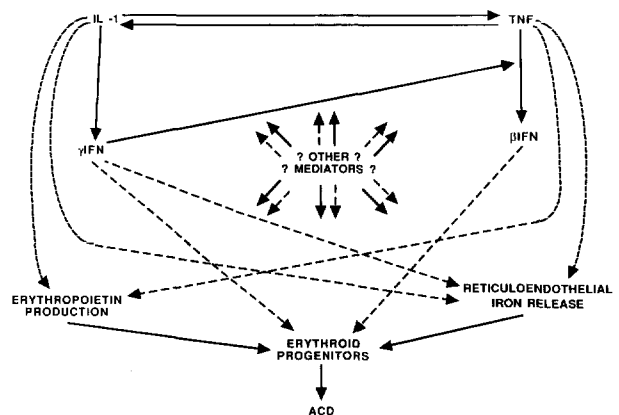 IL -1
TNF
γIFN
βIFN
? OTHER ?
? MEDIATORS ?
ERYTHROPOIETIN
PRODUCTION
RETICULOENDOTHELIAL
IRON RELEASE
ERYTHROID
PROGENITORS
ACD